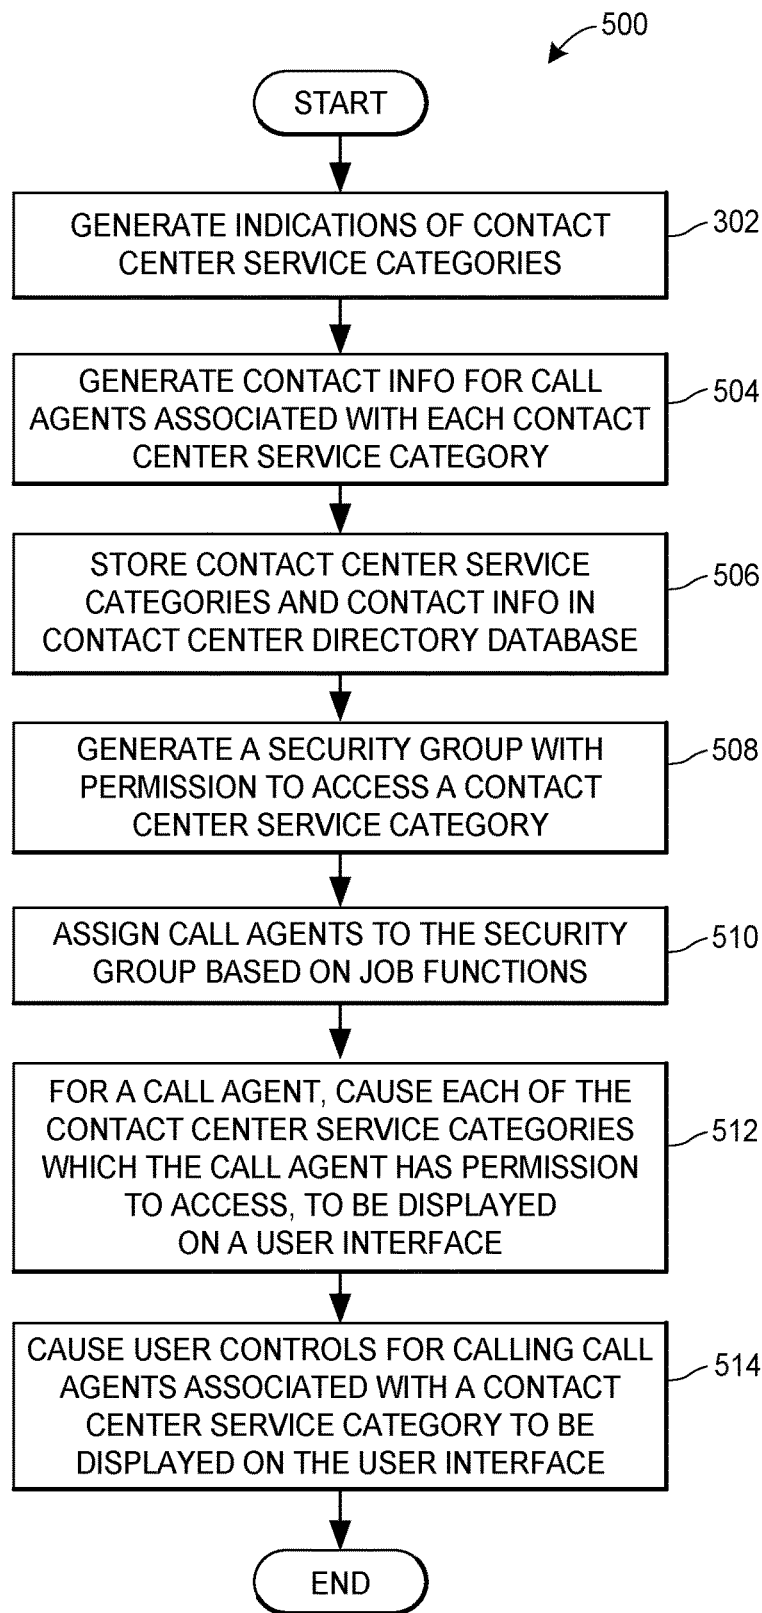 500
START
GENERATE INDICATIONS OF CONTACT
CENTER SERVICE CATEGORIES
302
GENERATE CONTACT INFO FOR CALL
AGENTS ASSOCIATED WITH EACH CONTACT
CENTER SERVICE CATEGORY
504
STORE CONTACT CENTER SERVICE
CATEGORIES AND CONTACT INFO IN
CONTACT CENTER DIRECTORY DATABASE
506
GENERATE A SECURITY GROUP WITH
PERMISSION TO ACCESS A CONTACT
CENTER SERVICE CATEGORY
508
ASSIGN CALL AGENTS TO THE SECURITY
GROUP BASED ON JOB FUNCTIONS
510
FOR A CALL AGENT, CAUSE EACH OF THE
CONTACT CENTER SERVICE CATEGORIES
WHICH THE CALL AGENT HAS PERMISSION
TO ACCESS, TO BE DISPLAYED
ON A USER INTERFACE
512
CAUSE USER CONTROLS FOR CALLING CALL
AGENTS ASSOCIATED WITH A CONTACT
CENTER SERVICE CATEGORY TO BE
DISPLAYED ON THE USER INTERFACE
514
END